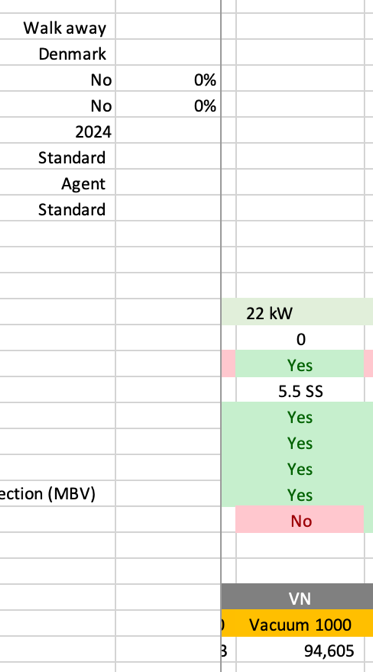 Walk away
Denmark
No 0%
No 0%
2024
Standard
Agent
Standard
22 kW
0
Yes
5.5 SS
Yes
Yes
Yes
ection (MBV) Yes
No
VN
) Vacuum 1000
3 94,605